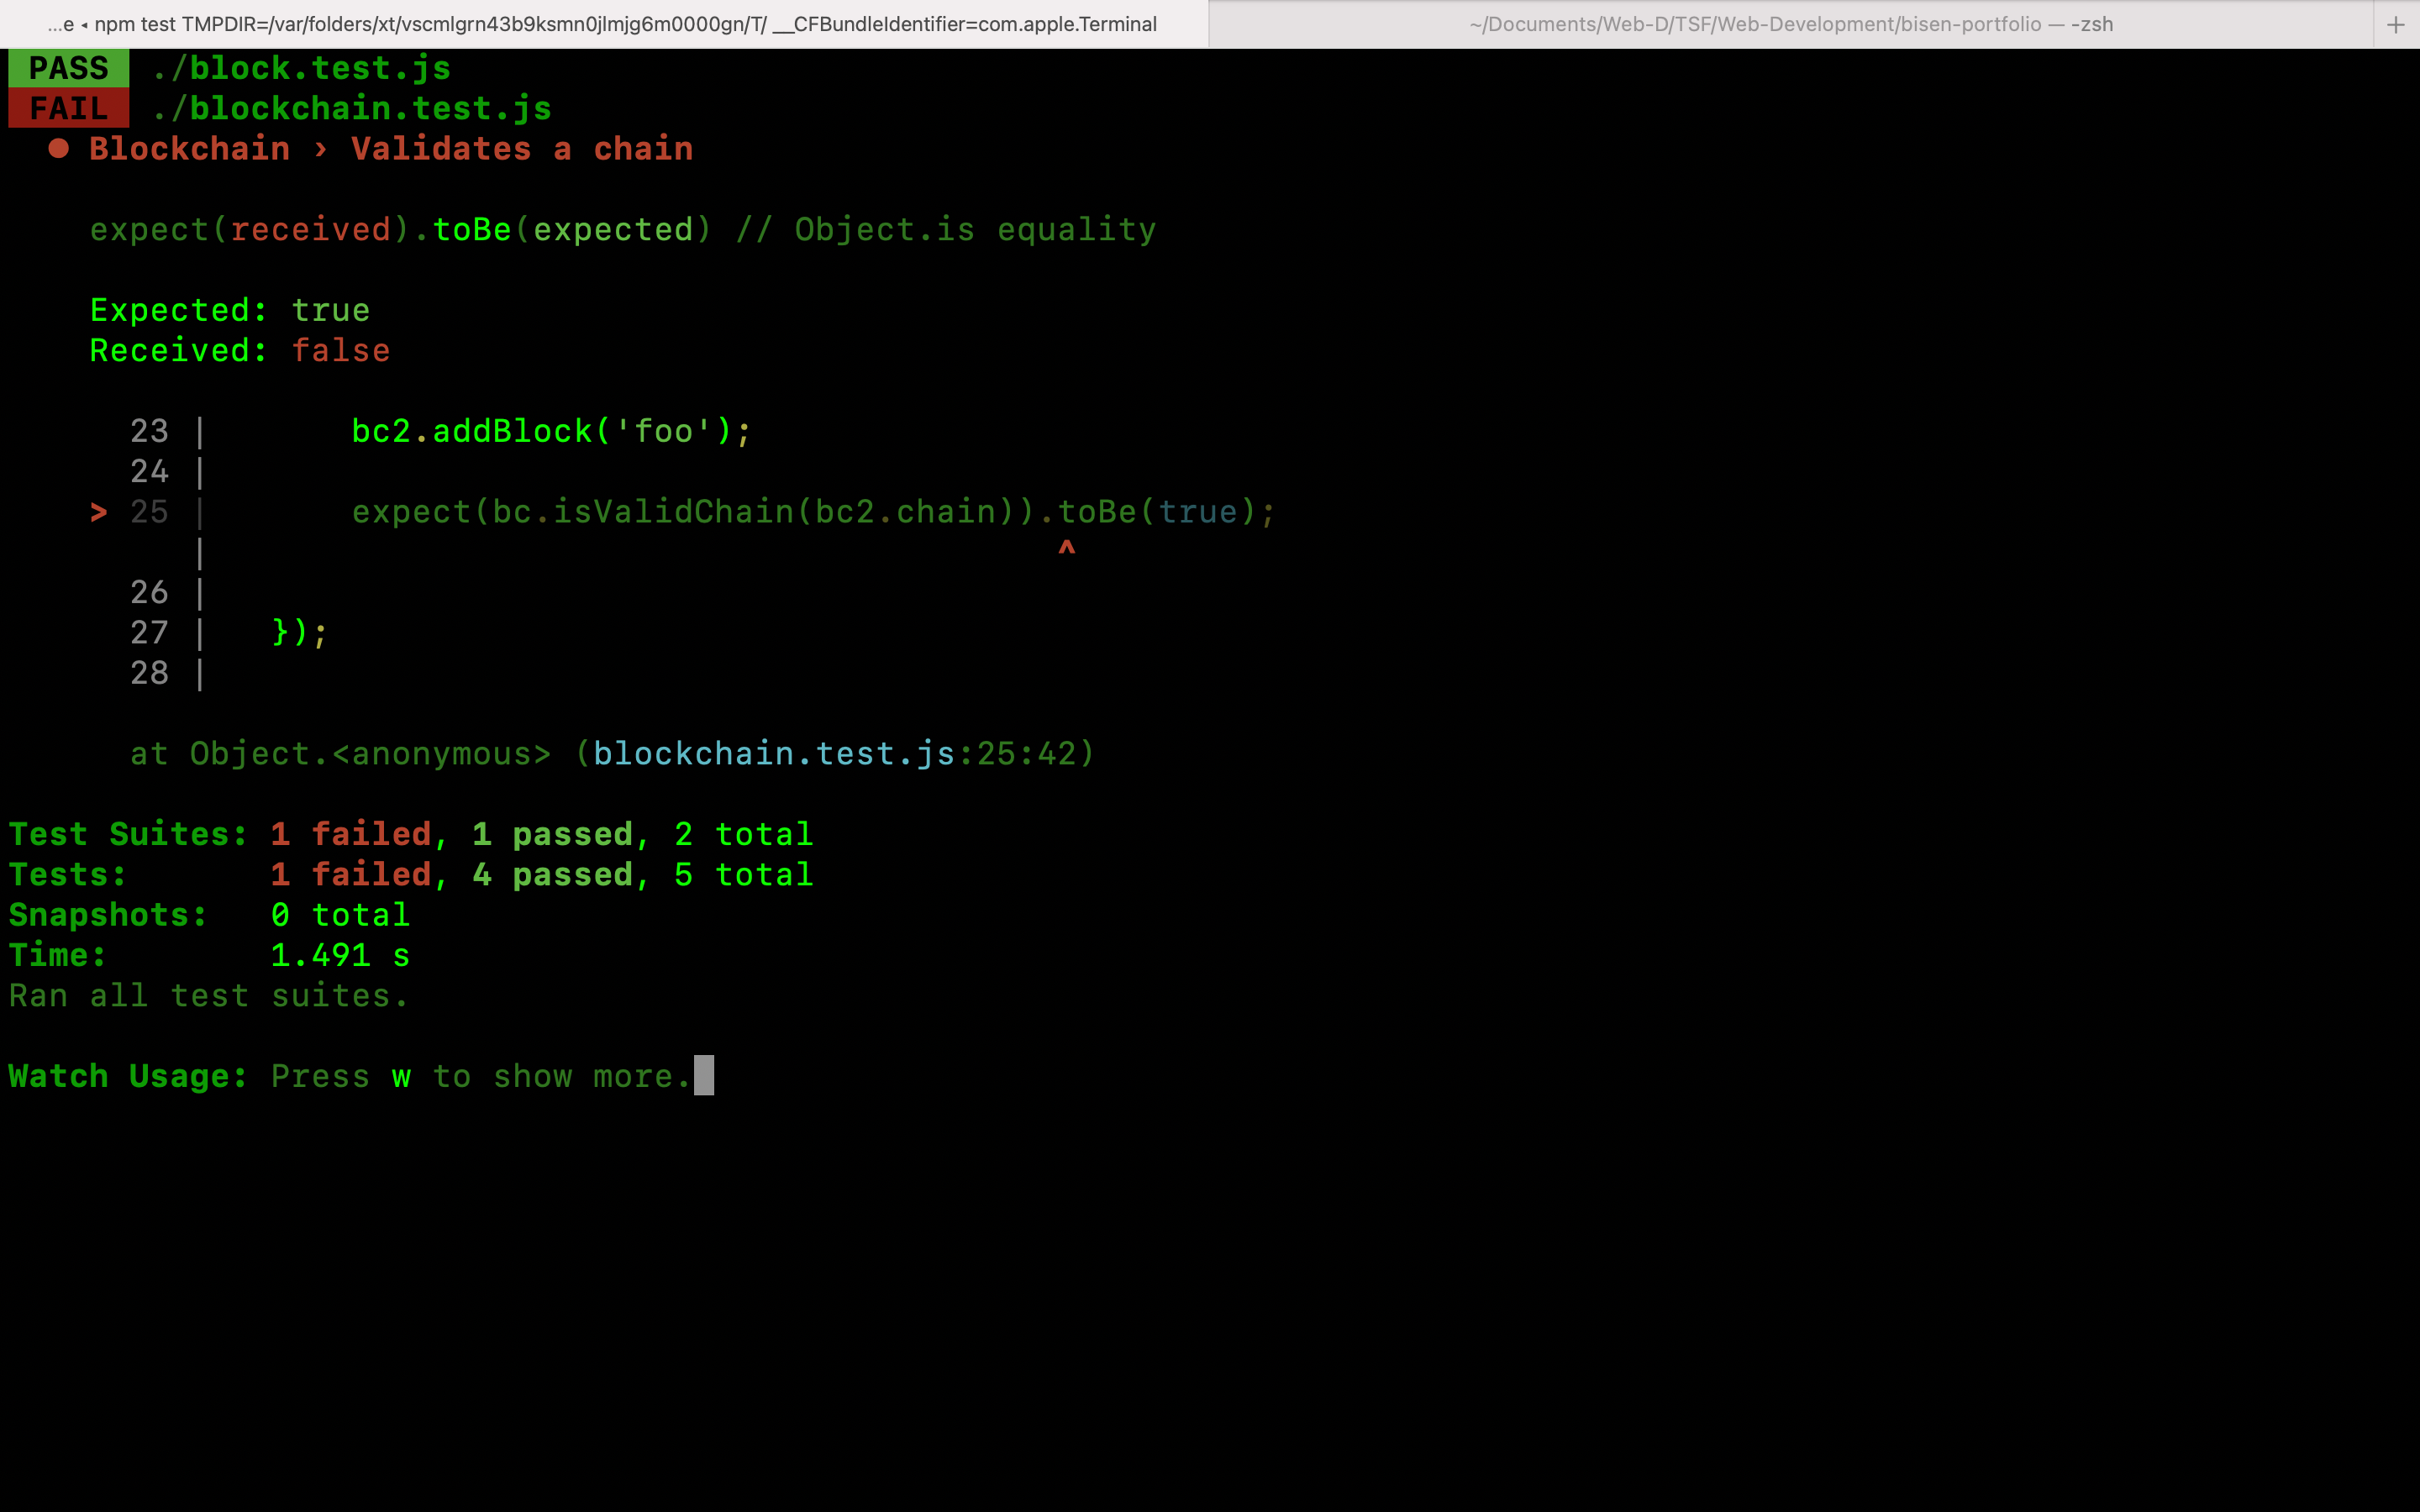 ...e ◂ npm test TMPDIR=/var/folders/xt/vscmlgrn43b9ksmn0jlmjg6m0000gn/T/ __CFBundleIdentifier=com.apple.Terminal
~/Documents/Web-D/TSF/Web-Development/bisen-portfolio — -zsh
+
PASS ./block.test.js
FAIL ./blockchain.test.js
● Blockchain › Validates a chain
expect(received).toBe(expected) // Object.is equality
Expected: true
Received: false
23 | bc2.addBlock('foo');
24 |
> 25 | expect(bc.isValidChain(bc2.chain)).toBe(true);
| ^
26 |
27 | });
28 |
at Object.<anonymous> (blockchain.test.js:25:42)
Test Suites: 1 failed, 1 passed, 2 total
Tests: 1 failed, 4 passed, 5 total
Snapshots: 0 total
Time: 1.491 s
Ran all test suites.
Watch Usage: Press w to show more.